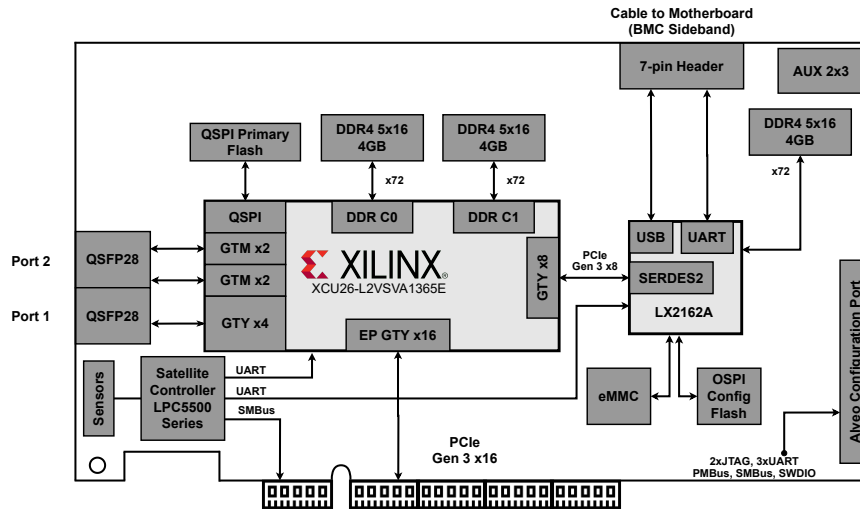 Cable to Motherboard
(BMC Sideband)
7-pin Header
AUX 2x3
QSPI Primary
Flash
DDR4 5x16
4GB
DDR4 5x16
4GB
DDR4 5x16
4GB
x72
x72
x72
QSPI
DDR C0
DDR C1
USB
UART
Port 2
QSFP28
GTM x2
GTM x2
XILINX®
XCU26-L2VSVA1365E
GTY x8
PCIe
Gen 3 x8
SERDES2
LX2162A
Port 1
QSFP28
GTY x4
EP GTY x16
Sensors
Satellite
Controller
LPC5500
Series
UART
UART
SMBus
eMMC
OSPI
Config
Flash
Alveo Configuration Port
PCIe
Gen 3 x16
2xJTAG, 3xUART
PMBus, SMBus, SWDIO